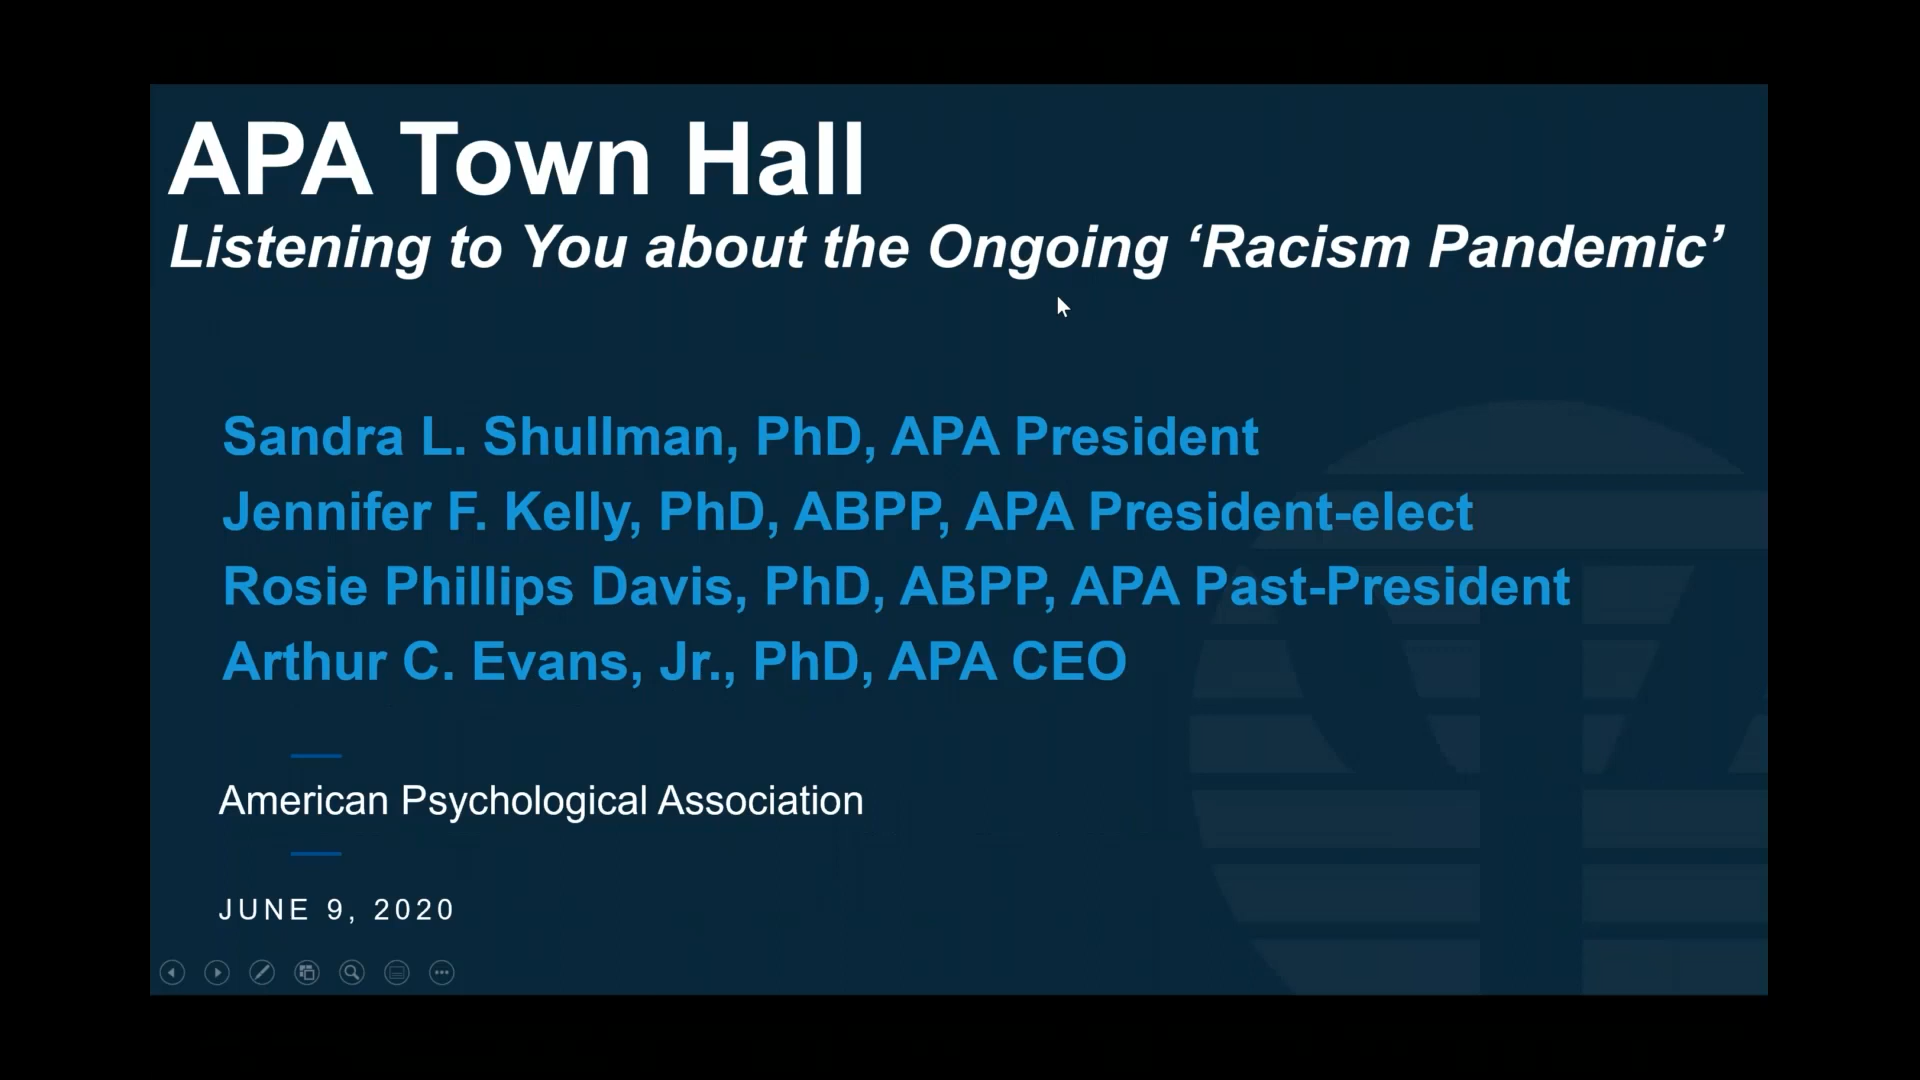 APA Town Hall
Listening to You about the Ongoing ‘Racism Pandemic’
Sandra L. Shullman, PhD, APA President
Jennifer F. Kelly, PhD, ABPP, APA President-elect
Rosie Phillips Davis, PhD, ABPP, APA Past-President
Arthur C. Evans, Jr., PhD, APA CEO
American Psychological Association
JUNE 9, 2020